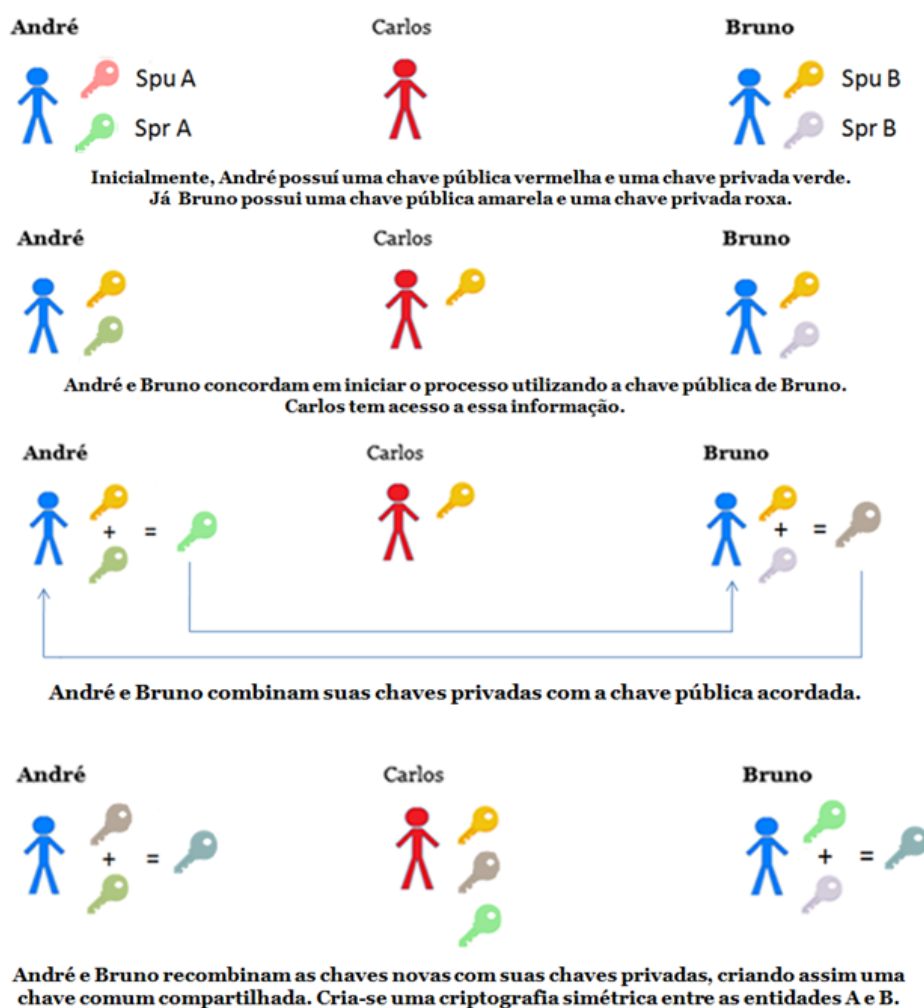 André Carlos Bruno
Spu A Spu B
Spr A Spr B
Inicialmente, André possuí uma chave pública vermelha e uma chave privada verde.
Já Bruno possui uma chave pública amarela e uma chave privada roxa.
André Carlos Bruno
André e Bruno concordam em iniciar o processo utilizando a chave pública de Bruno.
Carlos tem acesso a essa informação.
André Carlos Bruno
+ = + =
André e Bruno combinam suas chaves privadas com a chave pública acordada.
André Carlos Bruno
+ = + =
André e Bruno recombinam as chaves novas com suas chaves privadas, criando assim uma
chave comum compartilhada. Cria-se uma criptografia simétrica entre as entidades A e B.